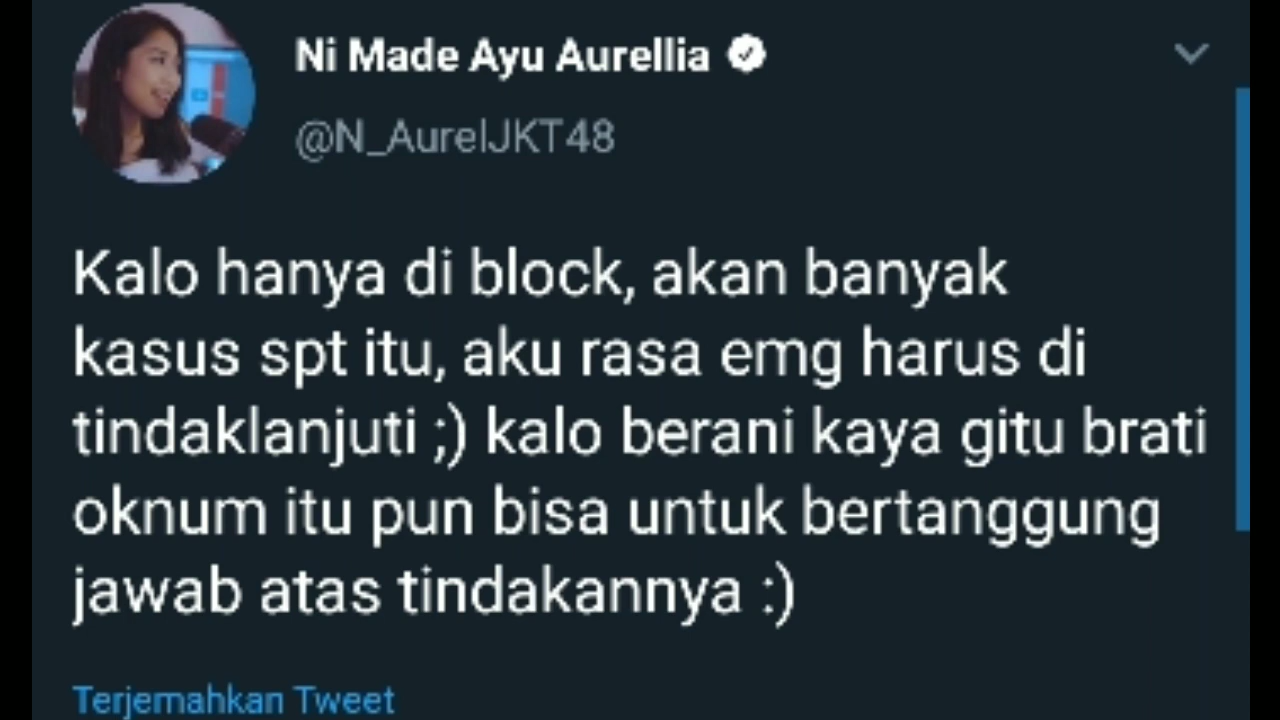 Ni Made Ayu Aurellia
@N_AurelJKT48
Kalo hanya di block, akan banyak
kasus spt itu, aku rasa emg harus di
tindaklanjuti ;) kalo berani kaya gitu brati
oknum itu pun bisa untuk bertanggung
jawab atas tindakannya :)
Terjemahkan Tweet